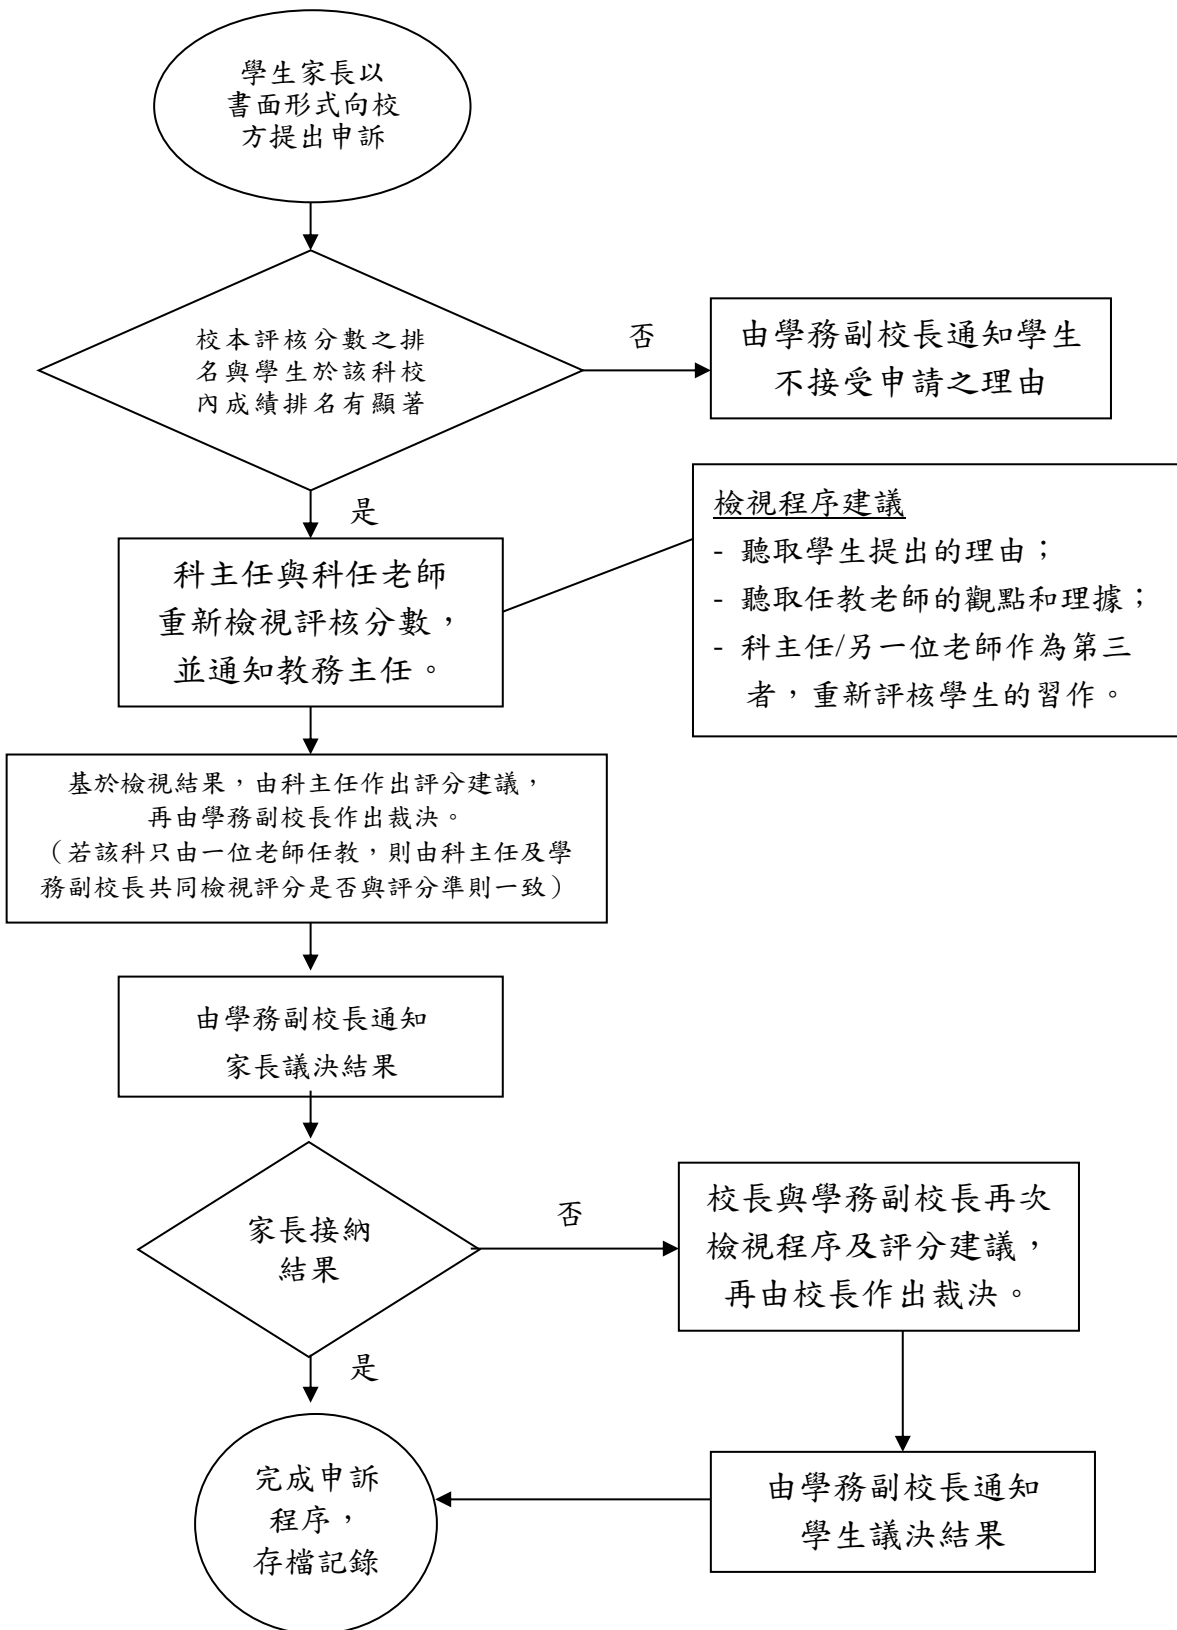 學生家長以
書面形式向校
方提出申訴
校本評核分數之排
名與學生於該科校
內成績排名有顯著
否
由學務副校長通知學生
不接受申請之理由
是
科主任與科任老師
重新檢視評核分數，
並通知教務主任。
檢視程序建議
- 聽取學生提出的理由；
- 聽取任教老師的觀點和理據；
- 科主任/另一位老師作為第三
者，重新評核學生的習作。
基於檢視結果，由科主任作出評分建議，
再由學務副校長作出裁決。
（若該科只由一位老師任教，則由科主任及學
務副校長共同檢視評分是否與評分準則一致）
由學務副校長通知
家長議決結果
家長接納
結果
否
校長與學務副校長再次
檢視程序及評分建議，
再由校長作出裁決。
是
完成申訴
程序，
存檔記錄
由學務副校長通知
學生議決結果